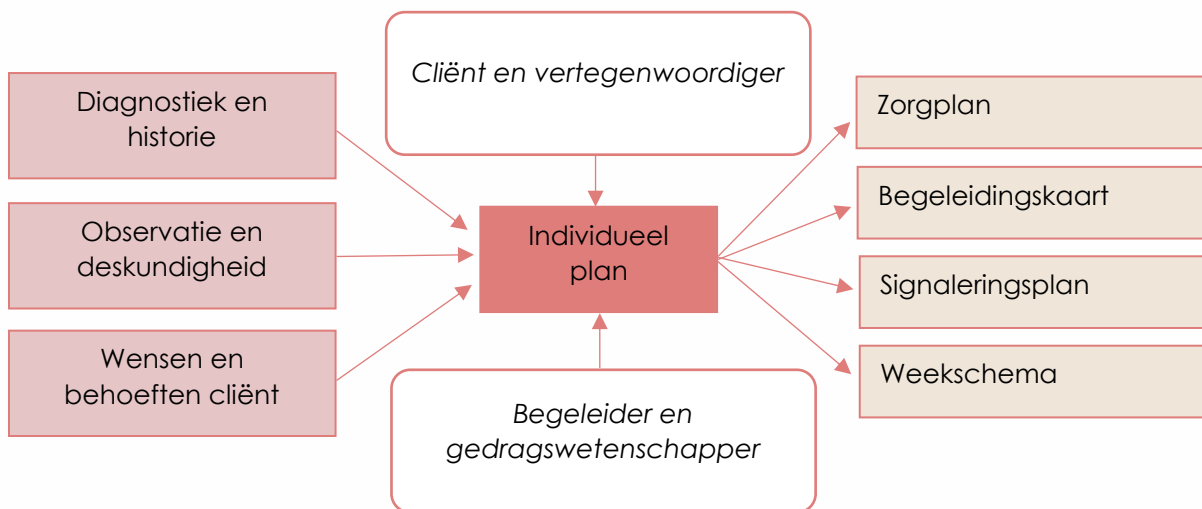 Diagnostiek en
historie
Observatie en
deskundigheid
Wensen en
behoeften cliënt
Cliënt en vertegenwoordiger
Individueel
plan
Begeleider en
gedragswetenschapper
Zorgplan
Begeleidingskaart
Signaleringsplan
Weekschema